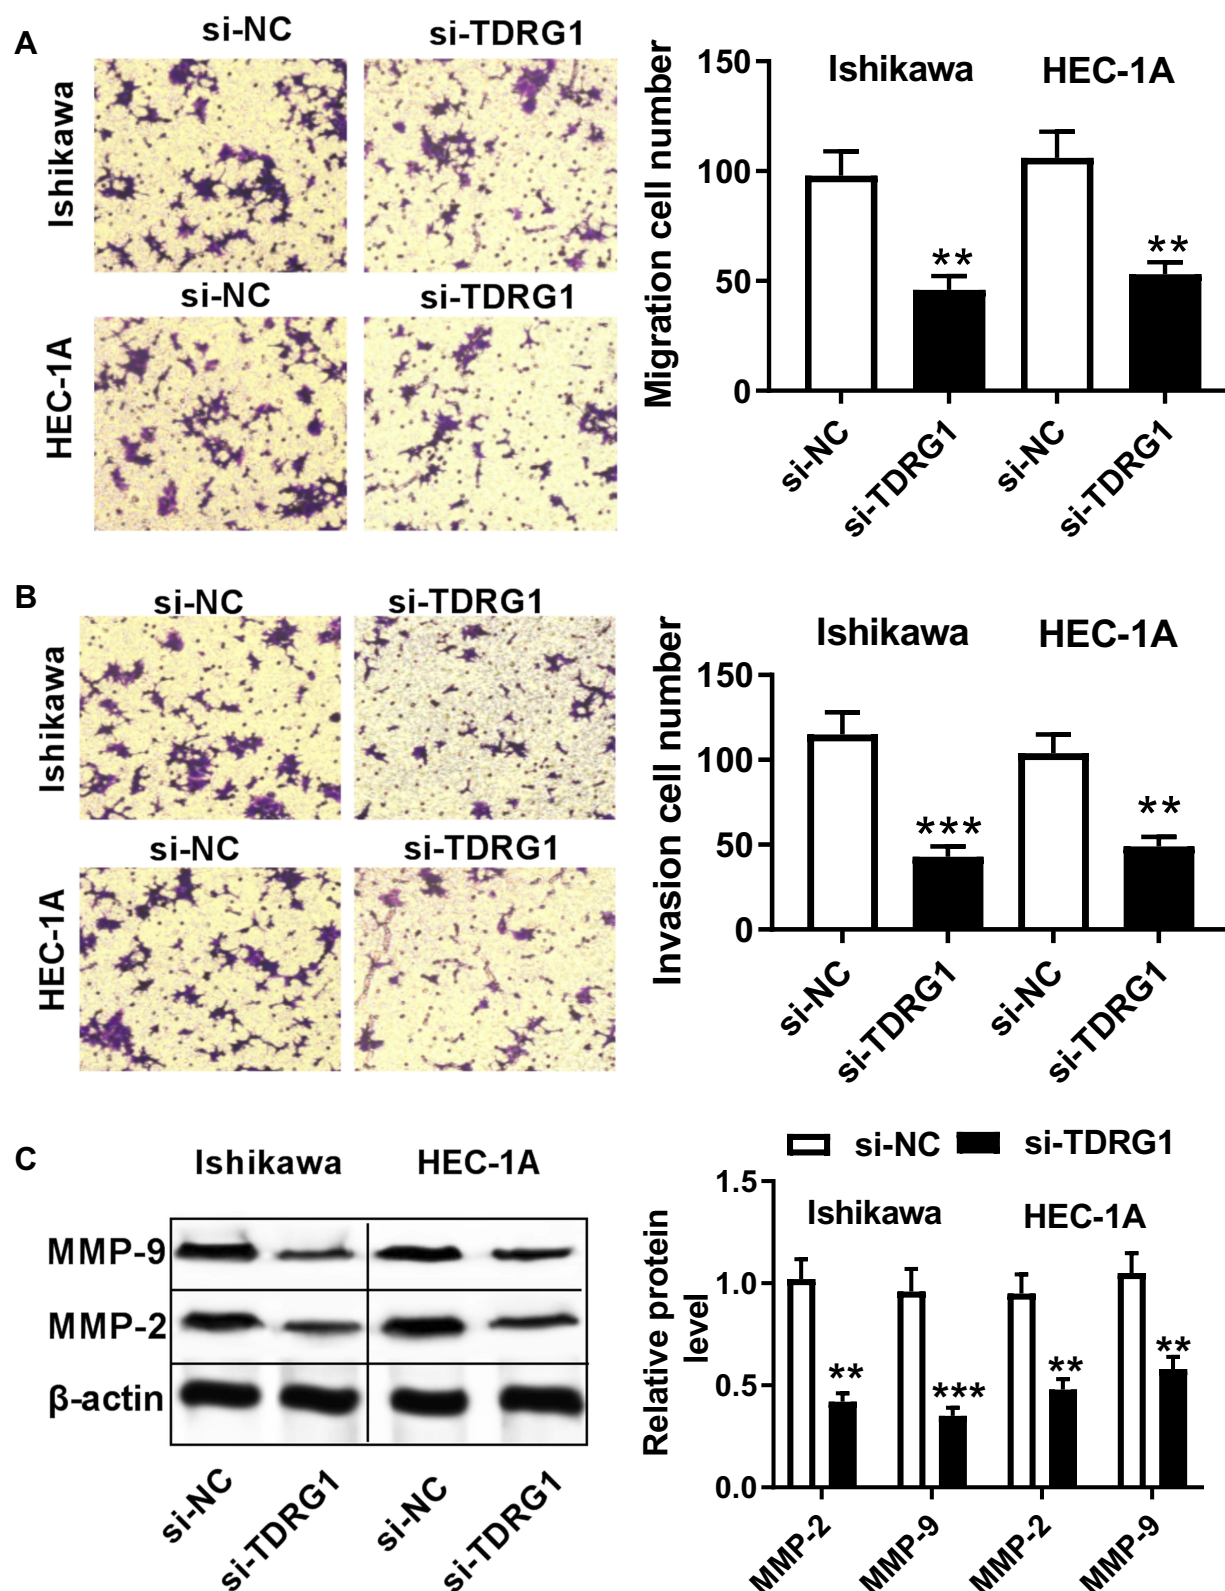 A
si-NC
si-TDRG1
Ishikawa
si-NC
si-TDRG1
HEC-1A
Migration cell number
150
100
50
0
Ishikawa
HEC-1A
**
**
si-NC
si-TDRG1
si-NC
si-TDRG1
B
si-NC
si-TDRG1
Ishikawa
si-NC
si-TDRG1
HEC-1A
Invasion cell number
150
100
50
0
Ishikawa
HEC-1A
***
**
si-NC
si-TDRG1
si-NC
si-TDRG1
C
Ishikawa
HEC-1A
MMP-9
MMP-2
β-actin
si-NC
si-TDRG1
si-NC
si-TDRG1
si-NC
si-TDRG1
Relative protein
level
1.5
1.0
0.5
0.0
Ishikawa
HEC-1A
**
***
**
**
MMP-2
MMP-9
MMP-2
MMP-9